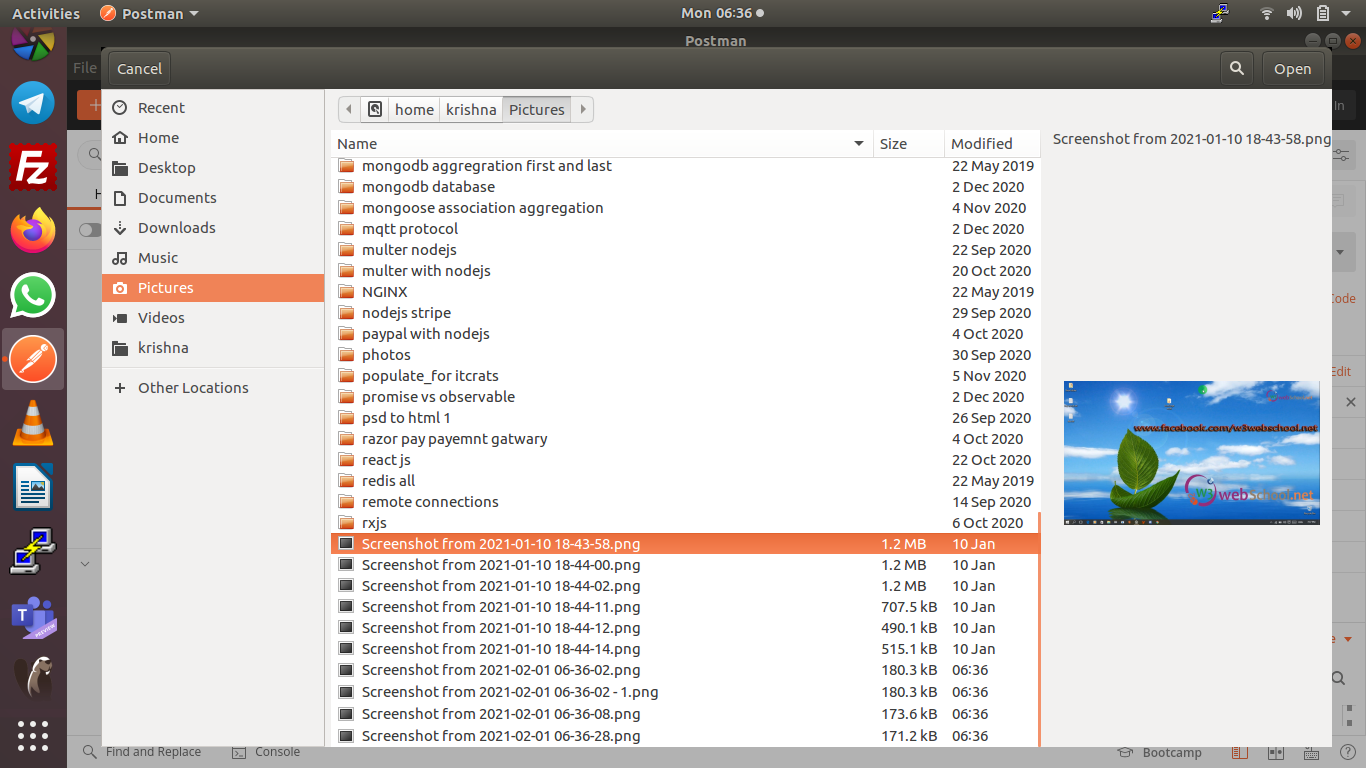 Activities Postman Mon 06:36
Postman
File
Cancel Open
In
Recent
Home
Desktop
Documents
Downloads
Music
Pictures
Videos
krishna
Other Locations
home krishna Pictures
Name Size Modified
mongodb aggregration first and last 22 May 2019
mongodb database 2 Dec 2020
mongoose association aggregation 4 Nov 2020
mqtt protocol 2 Dec 2020
multer nodejs 22 Sep 2020
multer with nodejs 20 Oct 2020
NGINX 22 May 2019
nodejs stripe 29 Sep 2020
paypal with nodejs 4 Oct 2020
photos 30 Sep 2020
populate_for itcrats 5 Nov 2020
promise vs observable 2 Dec 2020
psd to html 1 26 Sep 2020
razor pay payemnt gatwary 4 Oct 2020
react js 22 Oct 2020
redis all 22 May 2019
remote connections 14 Sep 2020
rxjs 6 Oct 2020
Screenshot from 2021-01-10 18-43-58.png 1.2 MB 10 Jan
Screenshot from 2021-01-10 18-44-00.png 1.2 MB 10 Jan
Screenshot from 2021-01-10 18-44-02.png 1.2 MB 10 Jan
Screenshot from 2021-01-10 18-44-11.png 707.5 kB 10 Jan
Screenshot from 2021-01-10 18-44-12.png 490.1 kB 10 Jan
Screenshot from 2021-01-10 18-44-14.png 515.1 kB 10 Jan
Screenshot from 2021-02-01 06-36-02.png 180.3 kB 06:36
Screenshot from 2021-02-01 06-36-02 - 1.png 180.3 kB 06:36
Screenshot from 2021-02-01 06-36-08.png 173.6 kB 06:36
Screenshot from 2021-02-01 06-36-28.png 171.2 kB 06:36
Screenshot from 2021-01-10 18-43-58.png
www.facebook.com/w3webschool.net
W3 webSchool.net
Code
Edit
Fz
PREVIEW
Find and Replace Console Bootcamp